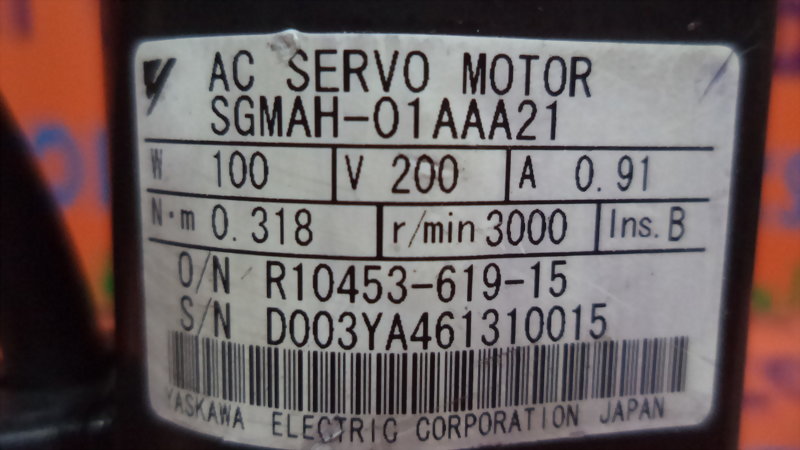 AC SERVO MOTOR
SGMAH-01AAA21
W 100 V 200 A 0.91
N·m 0.318 r/min 3000 Ins. B
O/N R10453-619-15
S/N D003YA461310015
YASKAWA ELECTRIC CORPORATION JAPAN